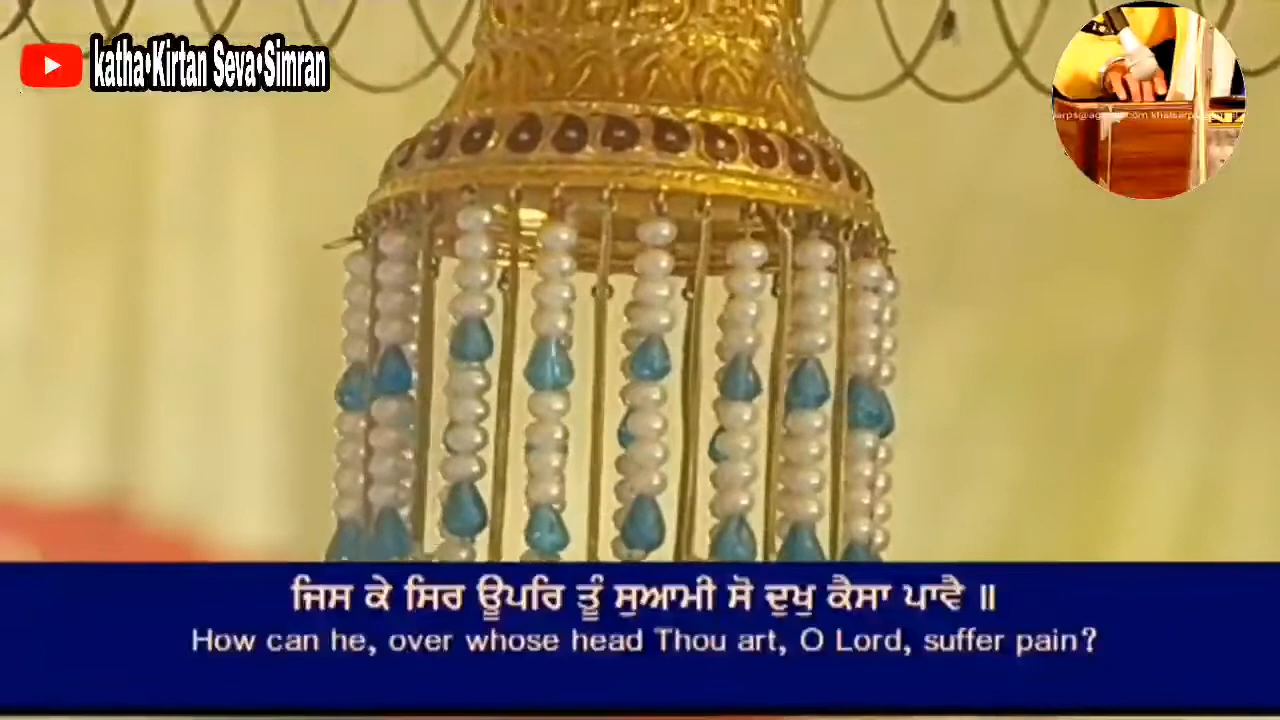 katha•Kirtan Seva•Simran
ਜਿਸ ਕੇ ਸਿਰ ਊਪਰਿ ਤੂੰ ਸੁਆਮੀ ਸੋ ਦੁਖੁ ਕੈਸਾ ਪਾਵੈ ॥
How can he, over whose head Thou art, O Lord, suffer pain?